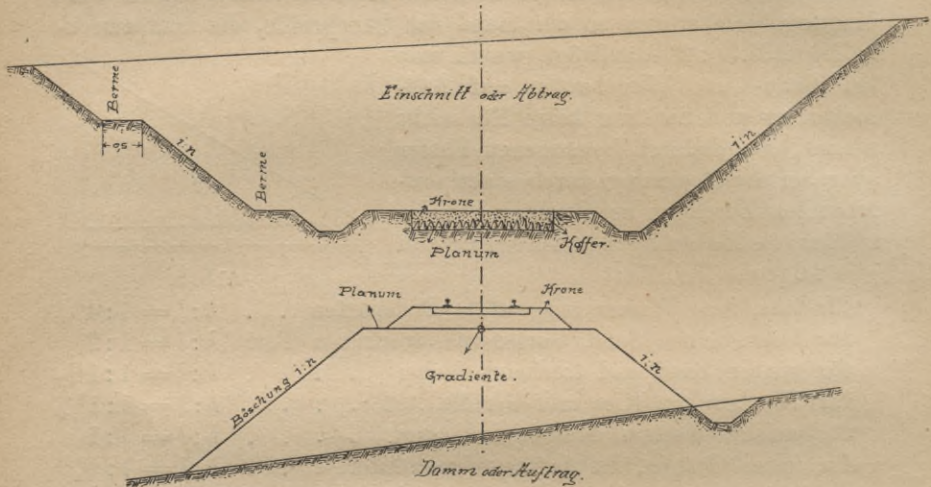 Einschnitt oder Abtrag.
Berme
0,5
1:n
1:n
Berme
Krone
Planum
Koffer.
Planum
Krone
Böschung 1:n
1:n
Gradiente.
Damm oder Auftrag.